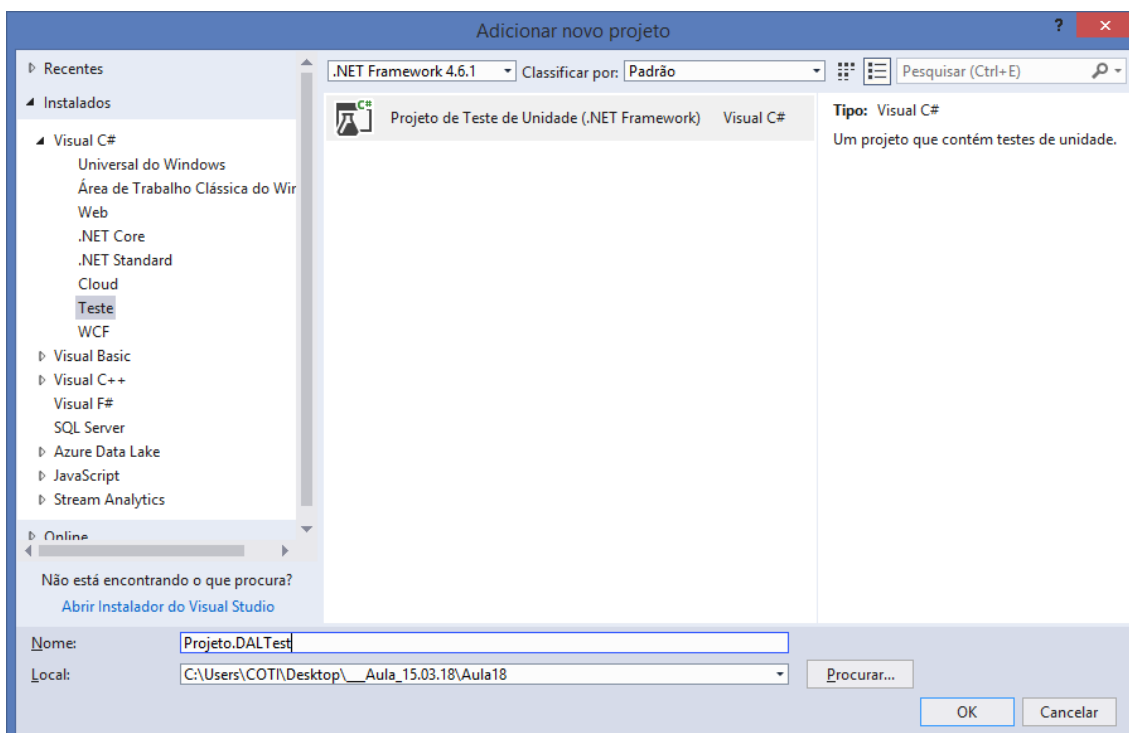 Adicionar novo projeto
?
Recentes
Instalados
Visual C#
Universal do Windows
Área de Trabalho Clássica do Wir
Web
.NET Core
.NET Standard
Cloud
Teste
WCF
Visual Basic
Visual C++
Visual F#
SQL Server
Azure Data Lake
JavaScript
Stream Analytics
Online
Não está encontrando o que procura?
Abrir Instalador do Visual Studio
.NET Framework 4.6.1 Classificar por: Padrão
Pesquisar (Ctrl+E)
C# Projeto de Teste de Unidade (.NET Framework) Visual C#
Tipo: Visual C#
Um projeto que contém testes de unidade.
Nome: Projeto.DALTest
Local: C:\Users\COTI\Desktop\__Aula_15.03.18\Aula18 Procurar...
OK Cancelar